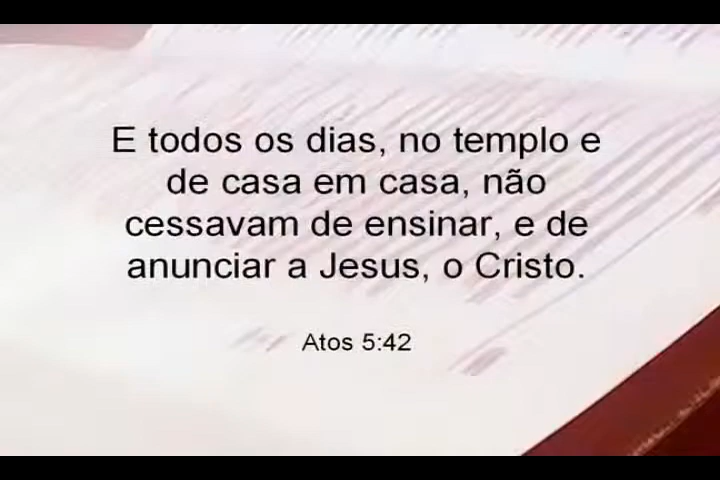 E todos os dias, no templo e
de casa em casa, não
cessavam de ensinar, e de
anunciar a Jesus, o Cristo.
Atos 5:42